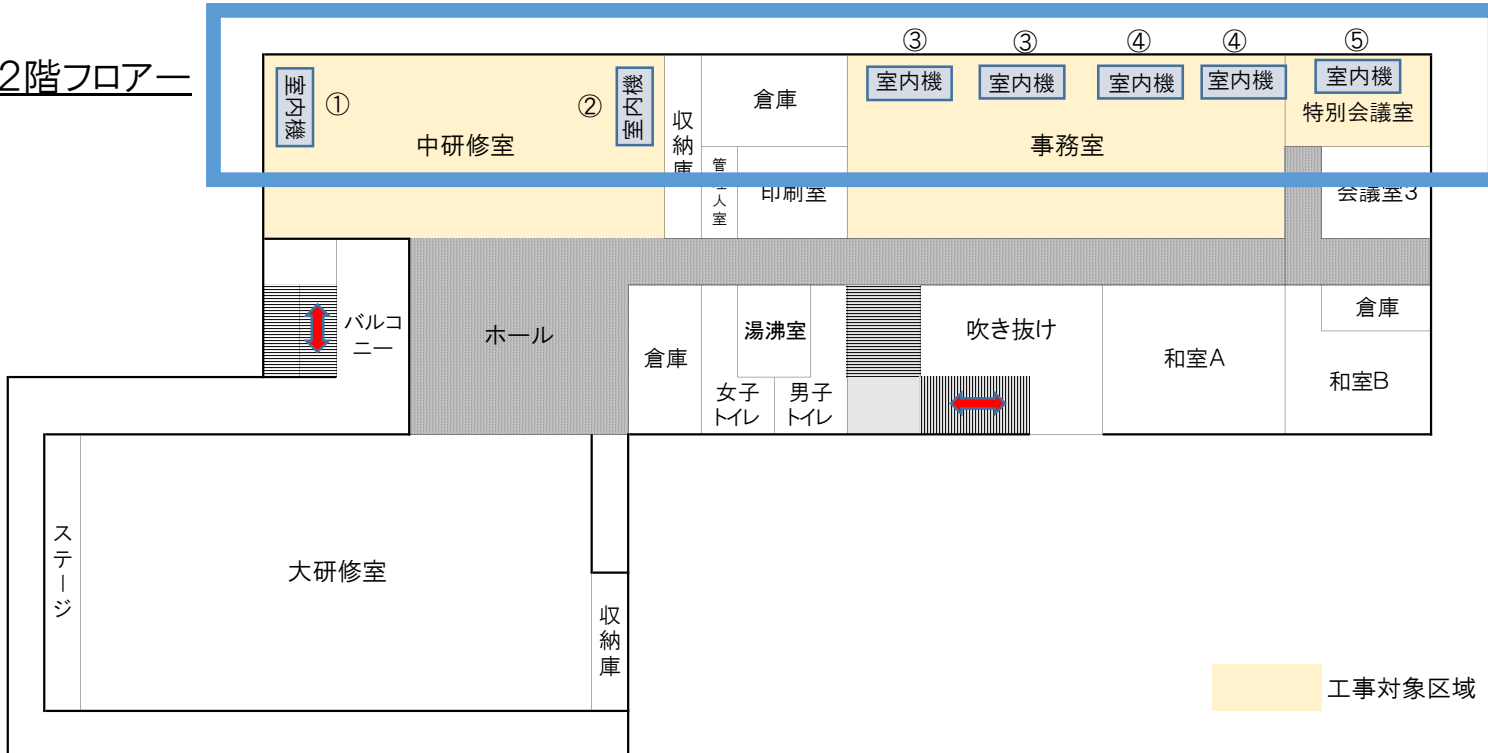 2階フロアー
③
③
④
④
⑤
室内機
①
②
室内機
室内機
室内機
室内機
室内機
室内機
中研修室
収納庫
倉庫
事務室
特別会議室
管理人室
印刷室
会議室3
バルコ
ニー
ホール
倉庫
湯沸室
女子
トイレ
男子
トイレ
吹き抜け
和室A
倉庫
和室B
ステージ
大研修室
収納庫
工事対象区域